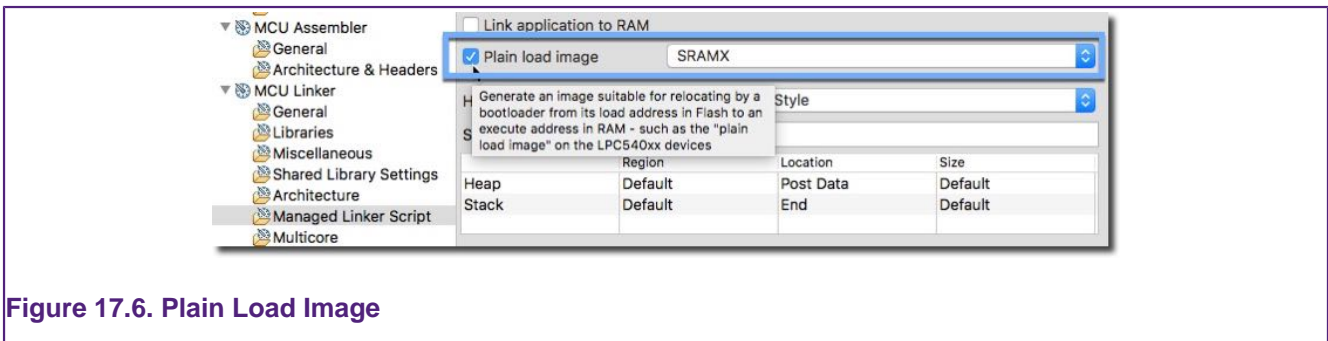 MCU Assembler
General
Architecture & Headers
MCU Linker
General
Libraries
Miscellaneous
Shared Library Settings
Architecture
Managed Linker Script
Multicore
Link application to RAM
Plain load image SRAMX
H Style
S
Generate an image suitable for relocating by a
bootloader from its load address in Flash to an
execute address in RAM - such as the "plain
load image" on the LPC540xx devices
Region Location Size
Heap Default Post Data Default
Stack Default End Default
Figure 17.6. Plain Load Image